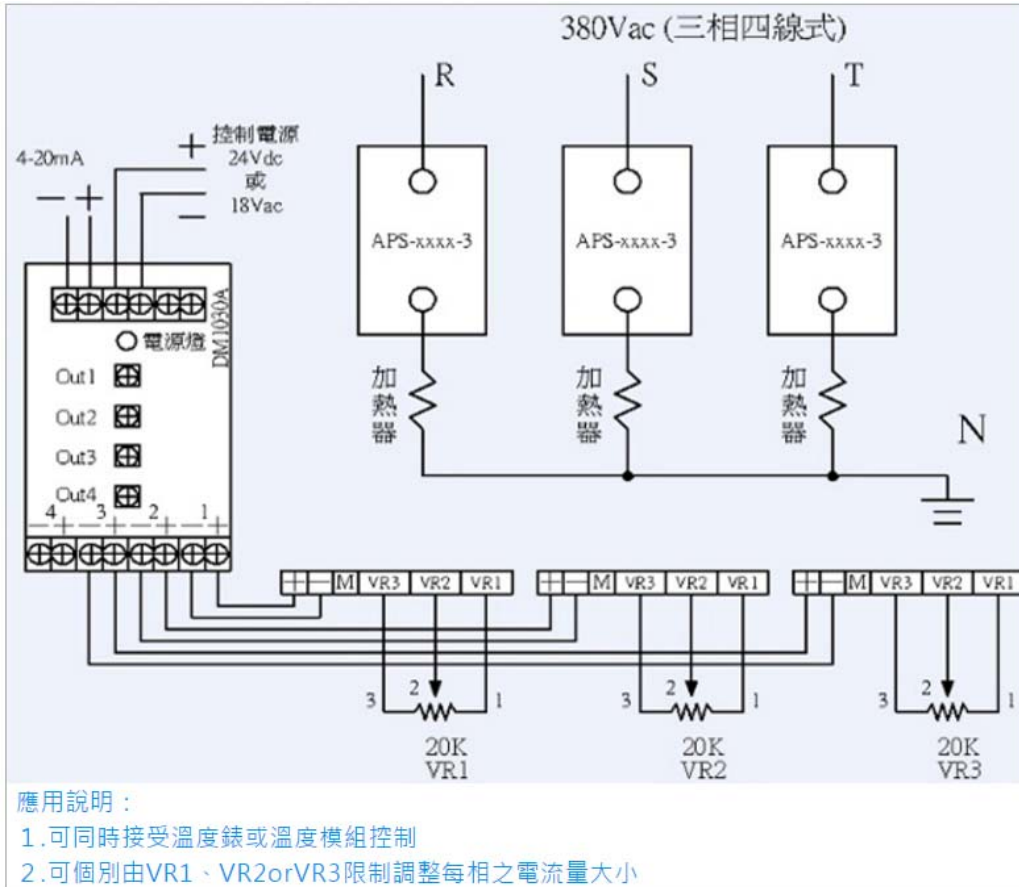 380Vac (三相四線式)
R S T
4-20mA
控制電源
24Vdc
或
18Vac
+
−
− +
APS-xxxx-3 APS-xxxx-3 APS-xxxx-3
DM1030A
電源燈
Out1
Out2
Out3
Out4
加熱器 加熱器 加熱器
N
4 3 2 1
− + − + − + − +
+ − M VR3 VR2 VR1 + − M VR3 VR2 VR1 + − M VR3 VR2 VR1
3 2 1 3 2 1 3 2 1
20K 20K 20K
VR1 VR2 VR3
應用說明：
1.可同時接受溫度錶或溫度模組控制
2.可個別由VR1、VR2orVR3限制調整每相之電流量大小